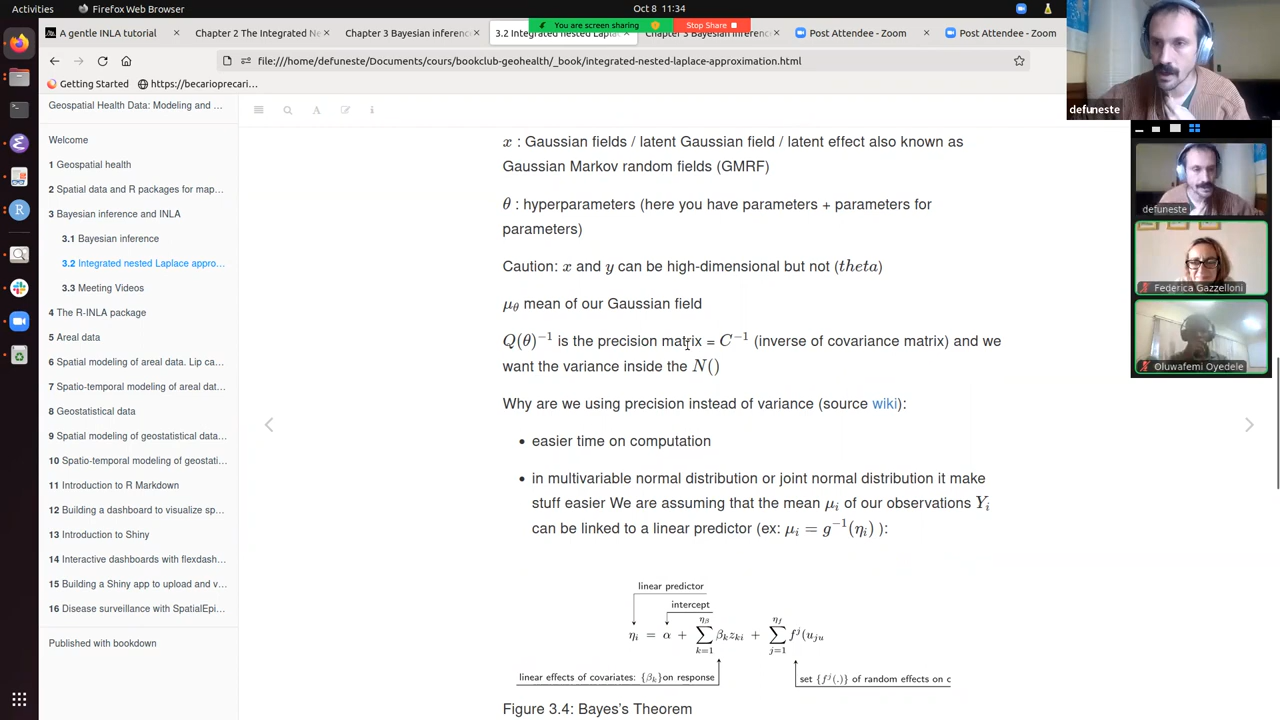 Activities
Firefox Web Browser
Oct 8 11:34
A gentle INLA tutorial
Chapter 2 The Integrated Ne
Chapter 3 Bayesian inference
3.2 Integrated nested Lapla
Chapter 3 Bayesian inferenc
Post Attendee - Zoom
Post Attendee - Zoom
You are screen sharing
Stop Share
file:///home/defuneste/Documents/cours/bookclub-geohealth/_book/integrated-nested-laplace-approximation.html
Getting Started
https://becarioprecari...
Geospatial Health Data: Modeling and ...
Welcome
1 Geospatial health
2 Spatial data and R packages for map...
3 Bayesian inference and INLA
3.1 Bayesian inference
3.2 Integrated nested Laplace appro...
3.3 Meeting Videos
4 The R-INLA package
5 Areal data
6 Spatial modeling of areal data. Lip ca...
7 Spatio-temporal modeling of areal dat...
8 Geostatistical data
9 Spatial modeling of geostatistical data...
10 Spatio-temporal modeling of geostati...
11 Introduction to R Markdown
12 Building a dashboard to visualize sp...
13 Introduction to Shiny
14 Interactive dashboards with flexdash...
15 Building a Shiny app to upload and v...
16 Disease surveillance with SpatialEpi...
Published with bookdown
x : Gaussian fields / latent Gaussian field / latent effect also known as
Gaussian Markov random fields (GMRF)
θ : hyperparameters (here you have parameters + parameters for
parameters)
Caution: x and y can be high-dimensional but not (theta)
μθ mean of our Gaussian field
Q(θ)⁻¹ is the precision matrix = C⁻¹ (inverse of covariance matrix) and we
want the variance inside the N()
Why are we using precision instead of variance (source wiki):
• easier time on computation
• in multivariable normal distribution or joint normal distribution it make
stuff easier We are assuming that the mean μi of our observations Yi
can be linked to a linear predictor (ex: μi = g⁻¹(ηi) ):
linear predictor
intercept
ηi = α + ∑_{k=1}^{ηβ} βk zki + ∑_{j=1}^{ηf} f^j(uju
linear effects of covariates: {βk}on response
set {f^j(.)} of random effects on c
Figure 3.4: Bayes's Theorem
defuneste
defuneste
Federica Gazzelloni
Oluwafemi Oyedele